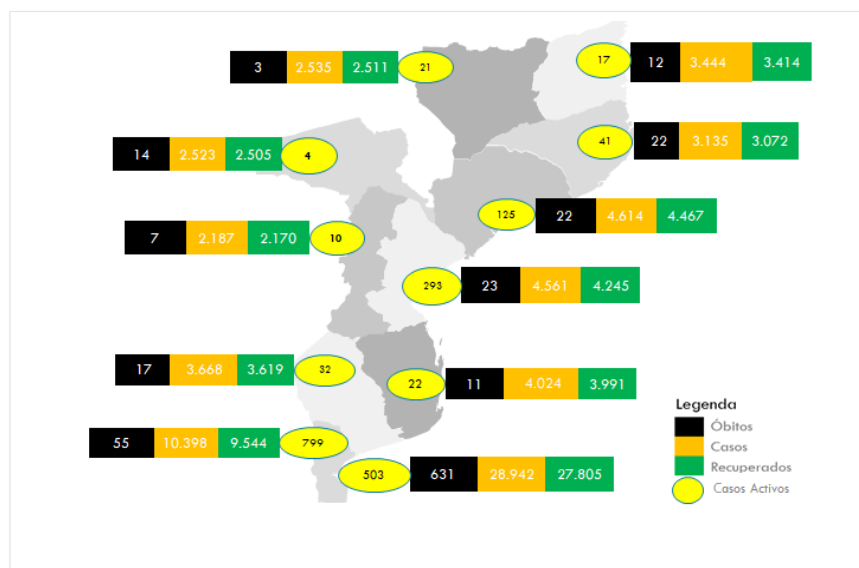 3 2.535 2.511 21
17 12 3.444 3.414
14 2.523 2.505 4
41 22 3.135 3.072
125 22 4.614 4.467
7 2.187 2.170 10
293 23 4.561 4.245
17 3.668 3.619 32
22 11 4.024 3.991
55 10.398 9.544 799
503 631 28.942 27.805
Legenda
Óbitos
Casos
Recuperados
Casos Activos